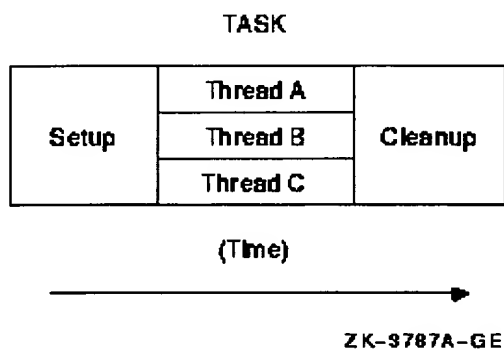 TASK
Thread A
Setup
Thread B
Cleanup
Thread C
(Time)
ZK-3787A-GE